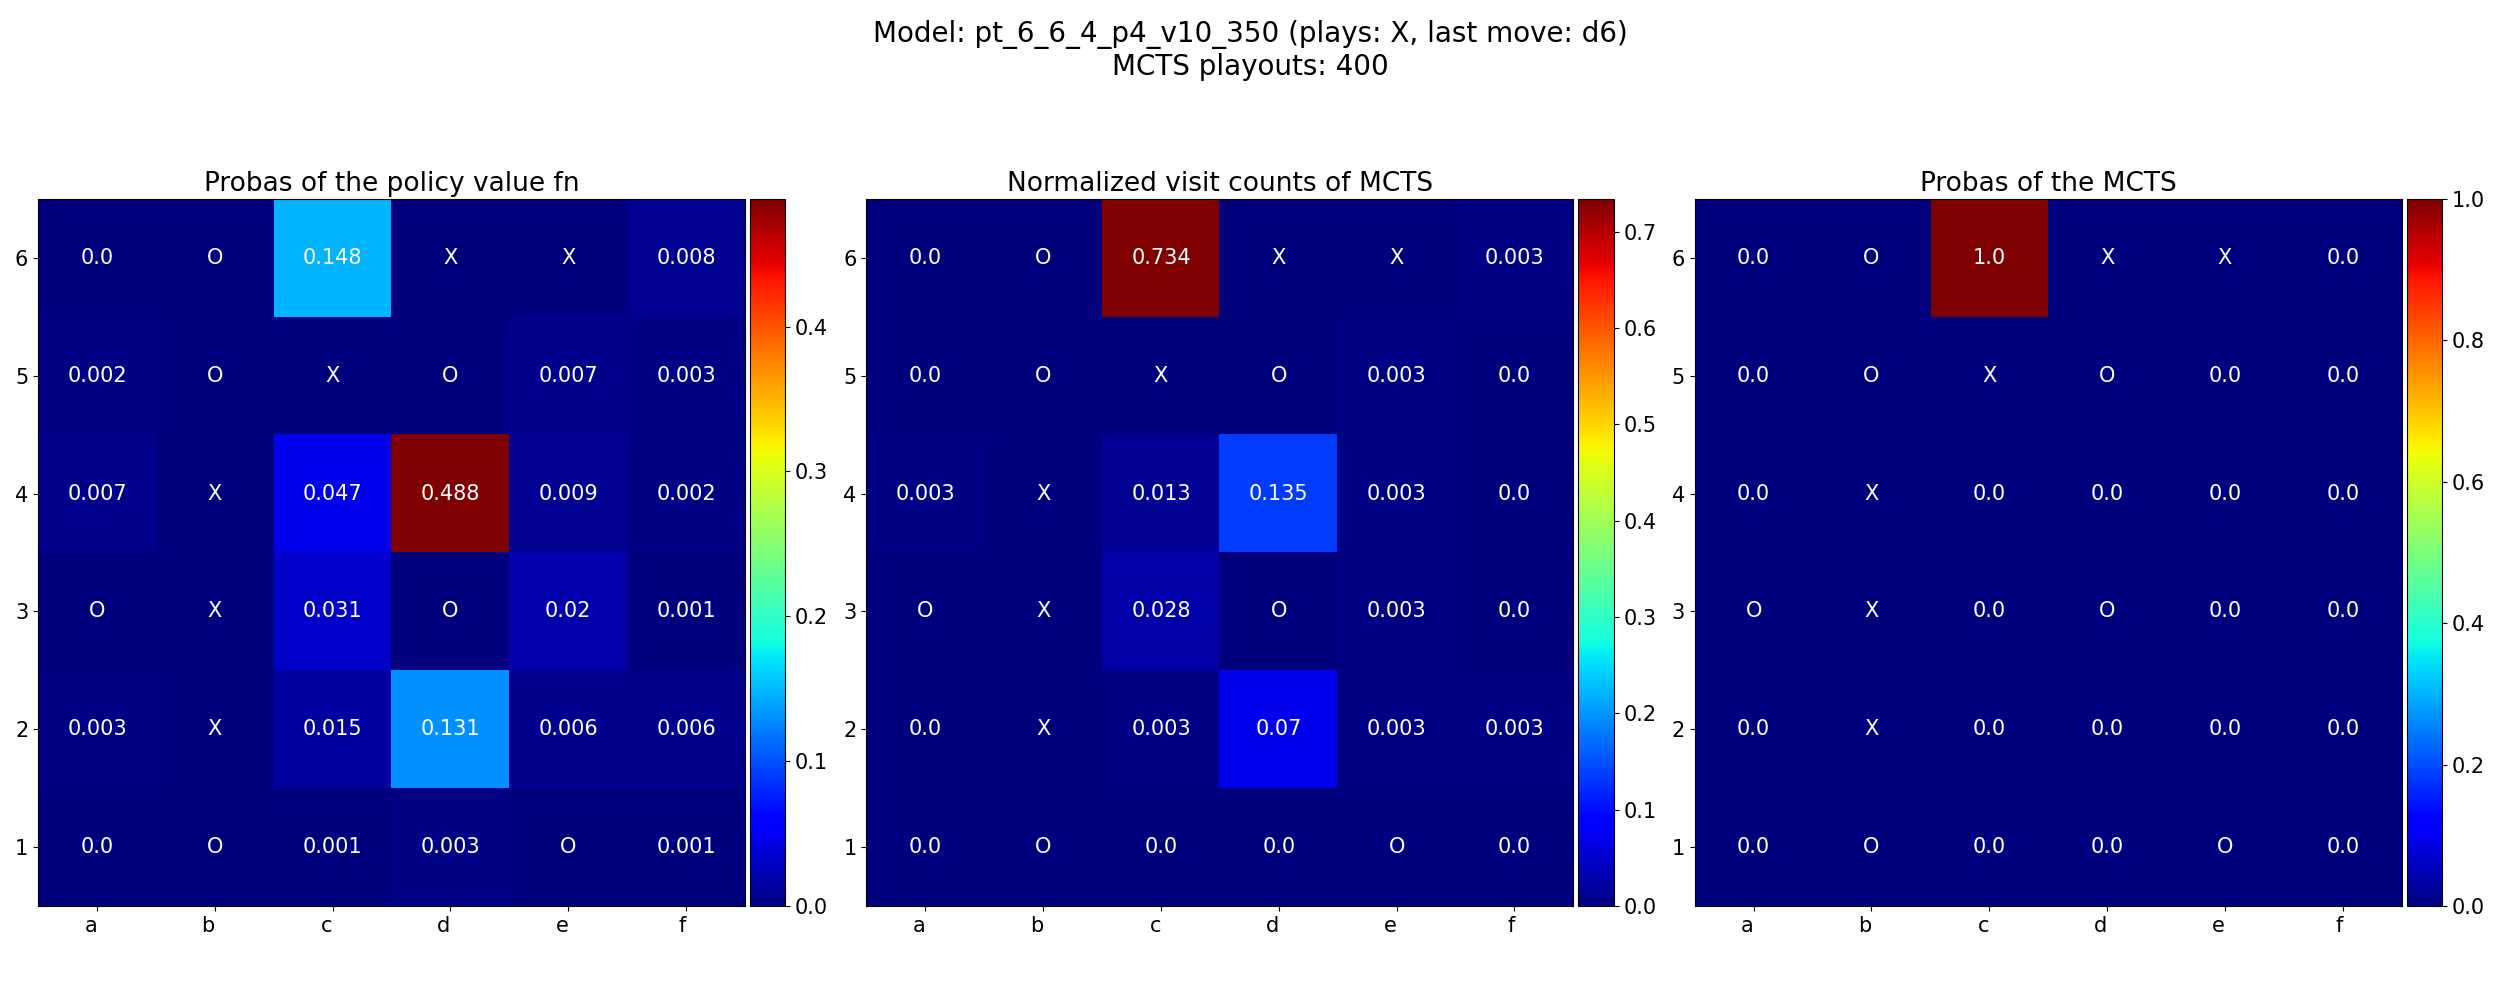 Model: pt_6_6_4_p4_v10_350 (plays: X, last move: d6)
MCTS playouts: 400
Probas of the policy value fn
6 0.0 O 0.148 X X 0.008
5 0.002 O X O 0.007 0.003
4 0.007 X 0.047 0.488 0.009 0.002
3 O X 0.031 O 0.02 0.001
2 0.003 X 0.015 0.131 0.006 0.006
1 0.0 O 0.001 0.003 O 0.001
a b c d e f
0.4
0.3
0.2
0.1
0.0
Normalized visit counts of MCTS
6 0.0 O 0.734 X X 0.003
5 0.0 O X O 0.003 0.0
4 0.003 X 0.013 0.135 0.003 0.0
3 O X 0.028 O 0.003 0.0
2 0.0 X 0.003 0.07 0.003 0.003
1 0.0 O 0.0 0.0 O 0.0
a b c d e f
0.7
0.6
0.5
0.4
0.3
0.2
0.1
0.0
Probas of the MCTS
6 0.0 O 1.0 X X 0.0
5 0.0 O X O 0.0 0.0
4 0.0 X 0.0 0.0 0.0 0.0
3 O X 0.0 O 0.0 0.0
2 0.0 X 0.0 0.0 0.0 0.0
1 0.0 O 0.0 0.0 O 0.0
a b c d e f
1.0
0.8
0.6
0.4
0.2
0.0